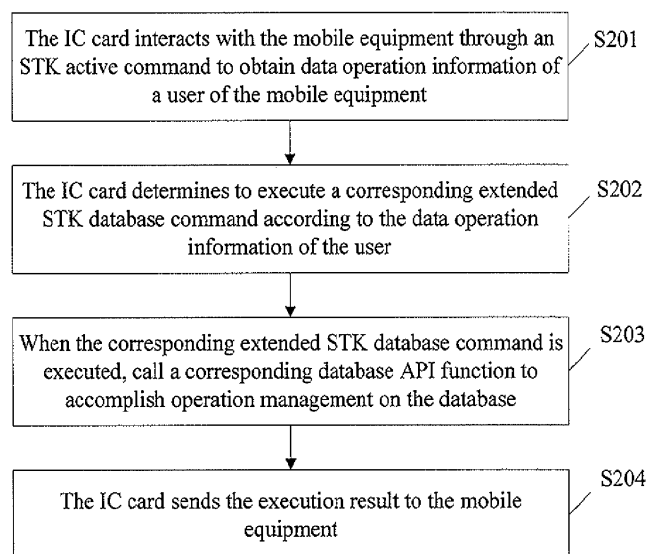 The IC card interacts with the mobile equipment through an
STK active command to obtain data operation information of
a user of the mobile equipment
S201
The IC card determines to execute a corresponding extended
STK database command according to the data operation
information of the user
S202
When the corresponding extended STK database command is
executed, call a corresponding database API function to
accomplish operation management on the database
S203
The IC card sends the execution result to the mobile
equipment
S204